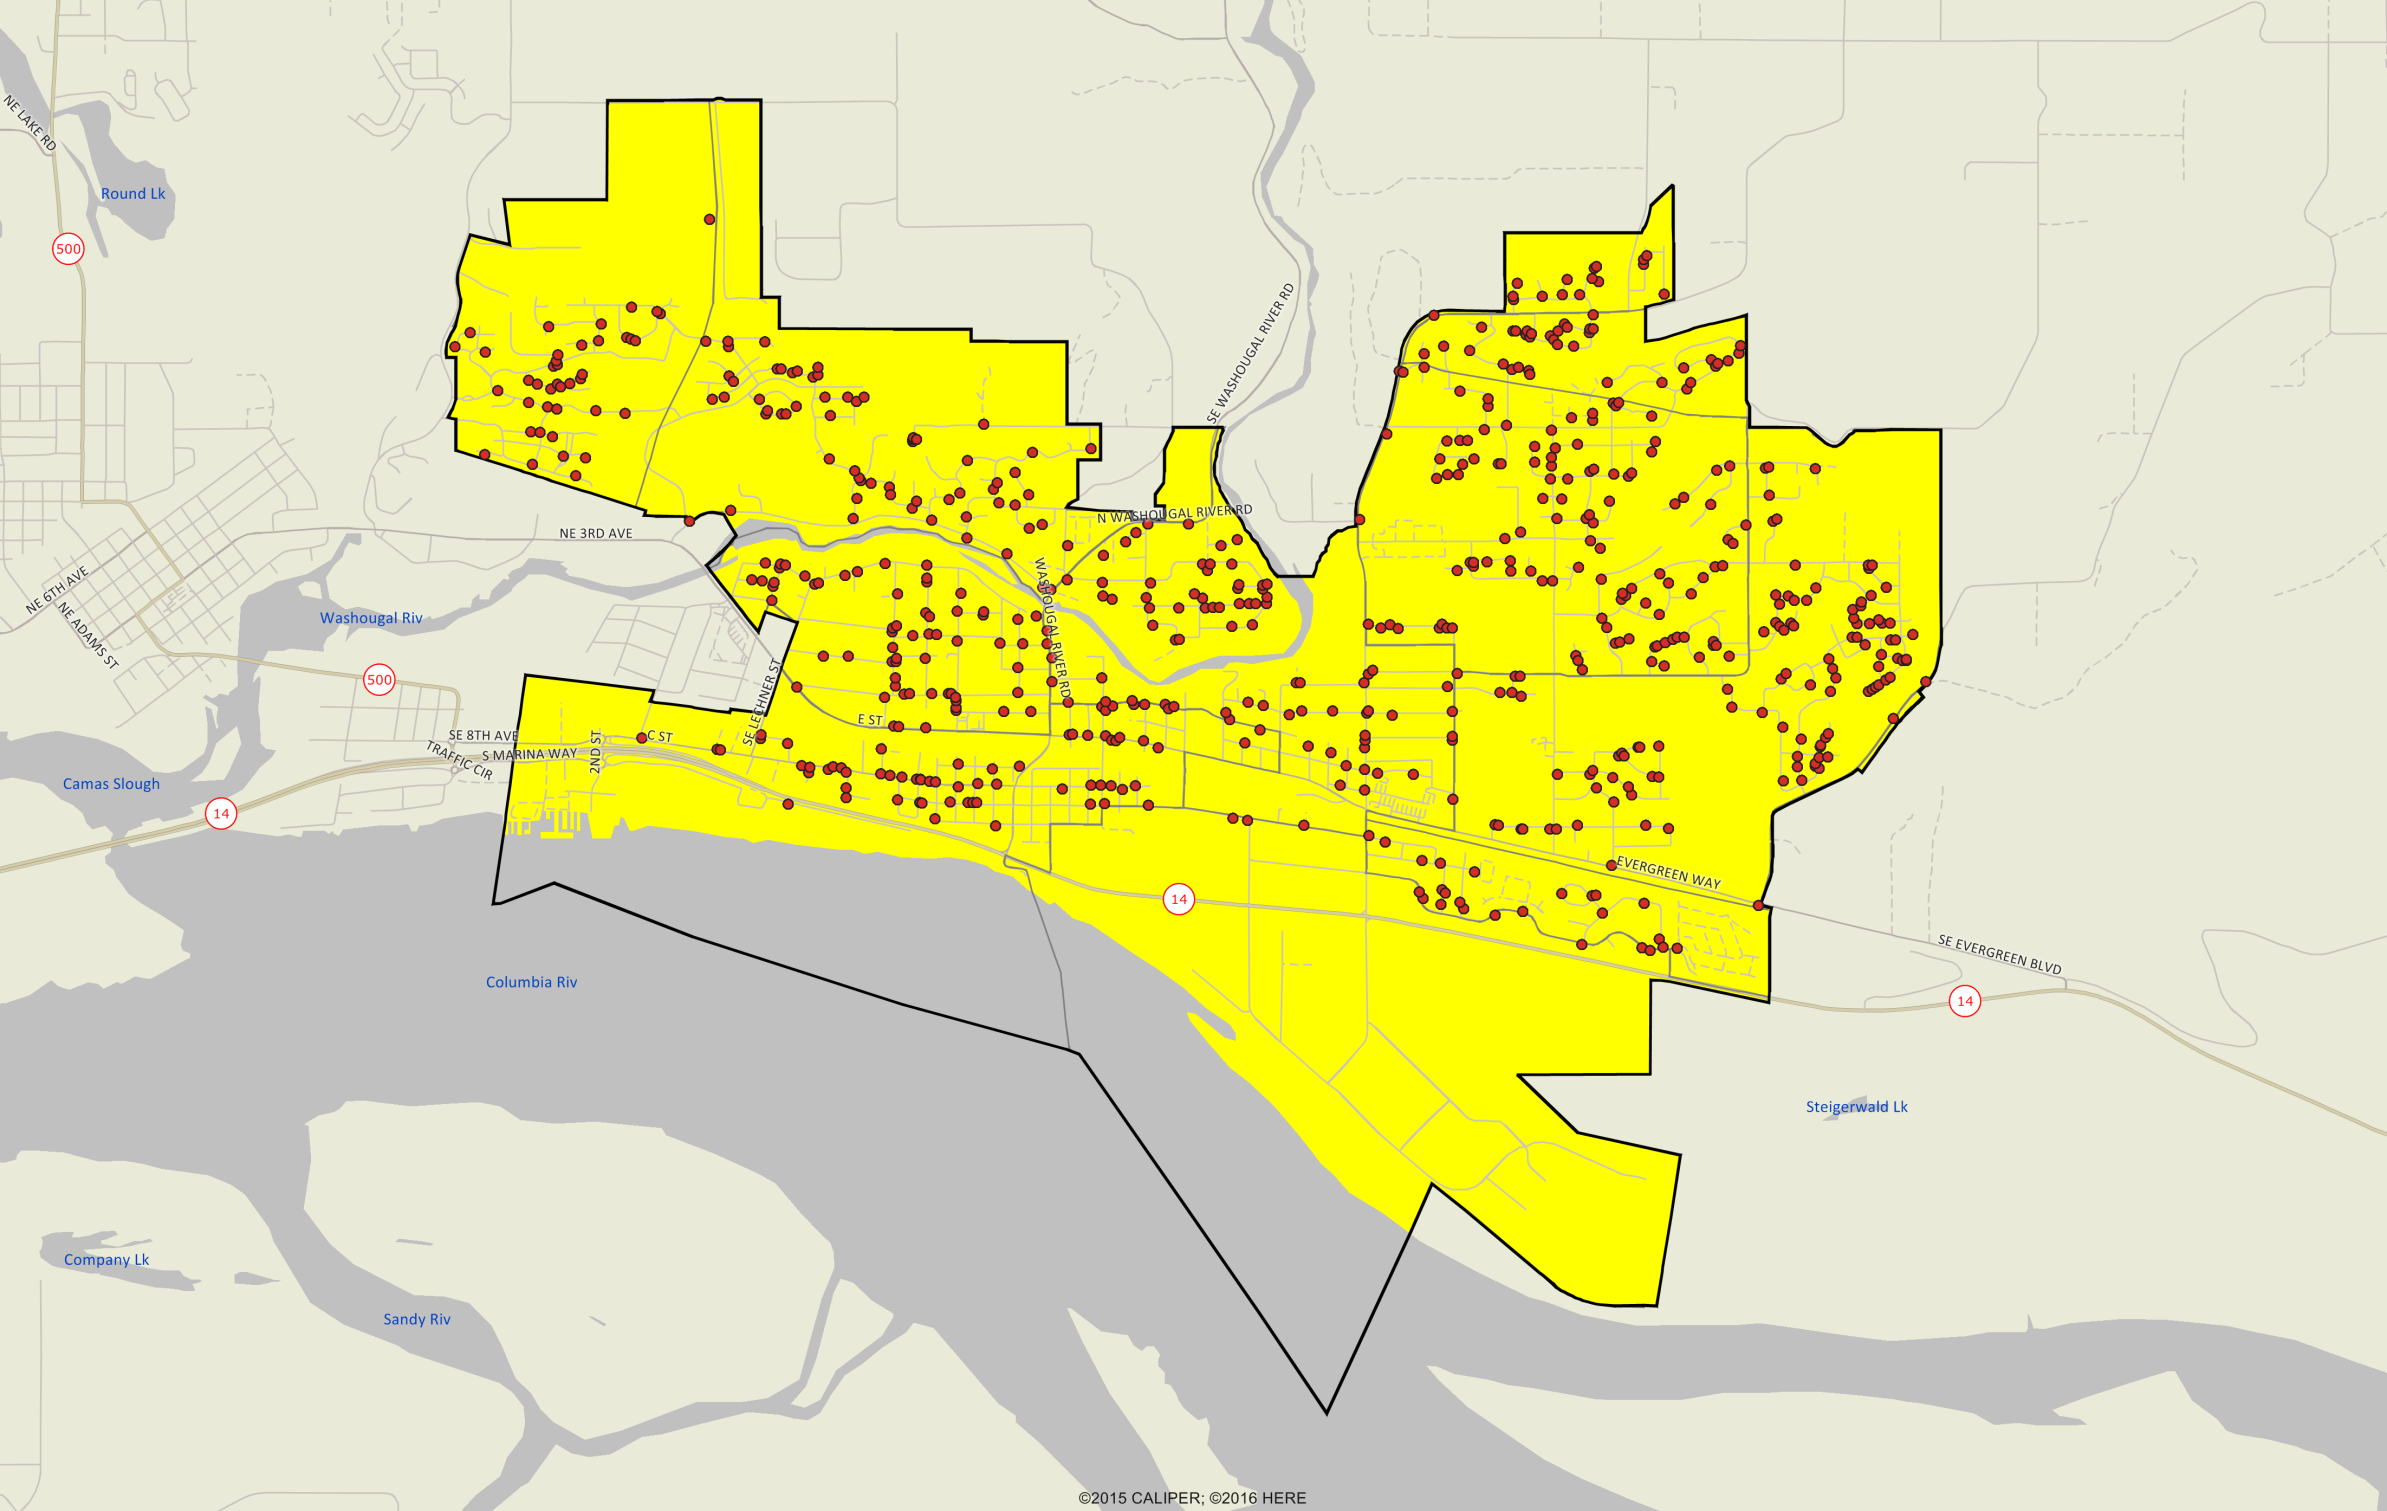 NE LAKE RD
Round Lk
500
SE WASHOUGAL RIVER RD
N WASHOUGAL RIVER RD
NE 3RD AVE
NE 6TH AVE
NE ADAMS ST
Washougal Riv
WASHOUGAL RIVER RD
500
SE LECHNER ST
E ST
SE 8TH AVE
C ST
TRAFFIC CIR
S MARINA WAY
2ND ST
Camas Slough
14
EVERGREEN WAY
14
SE EVERGREEN BLVD
Columbia Riv
14
Steigerwald Lk
Company Lk
Sandy Riv
©2015 CALIPER; ©2016 HERE